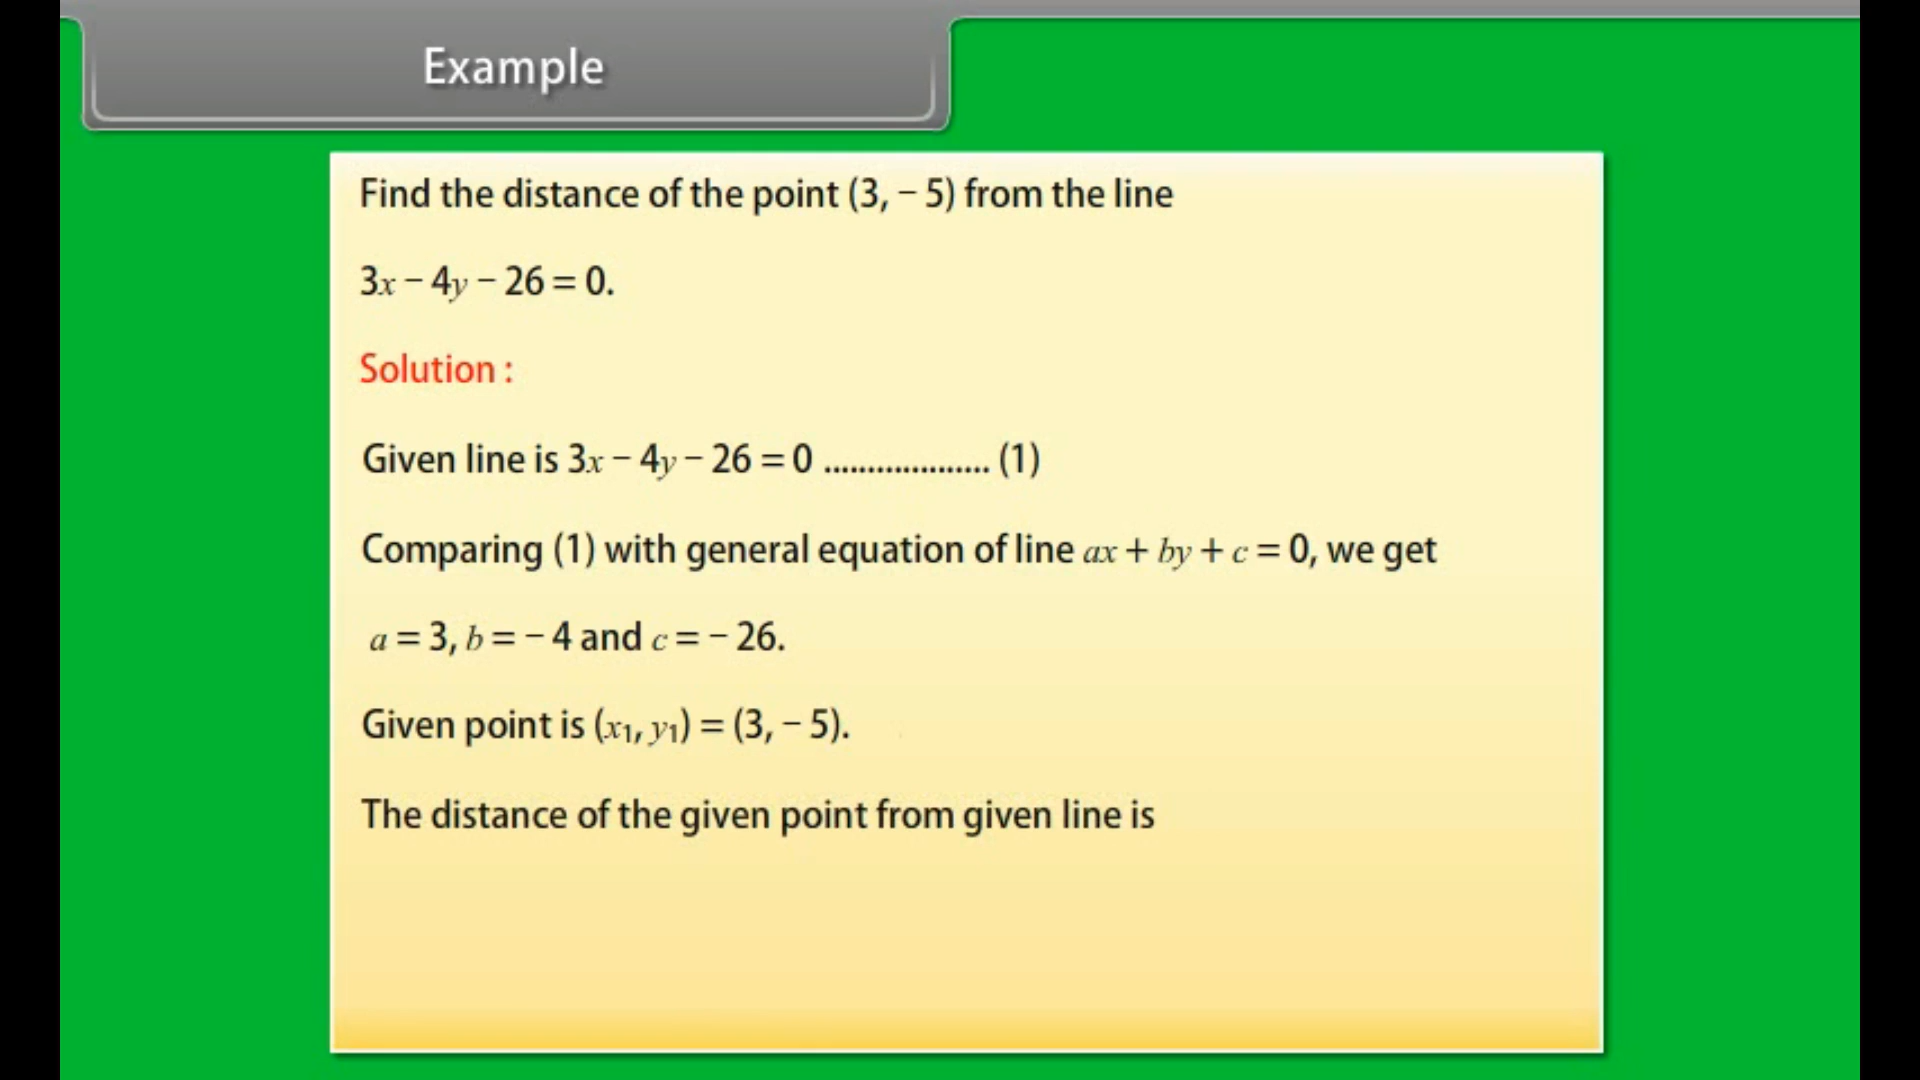 Example
Find the distance of the point (3, – 5) from the line
3x – 4y – 26 = 0.
Solution :
Given line is 3x – 4y – 26 = 0 ................... (1)
Comparing (1) with general equation of line ax + by + c = 0, we get
a = 3, b = – 4 and c = – 26.
Given point is (x₁, y₁) = (3, – 5).
The distance of the given point from given line is